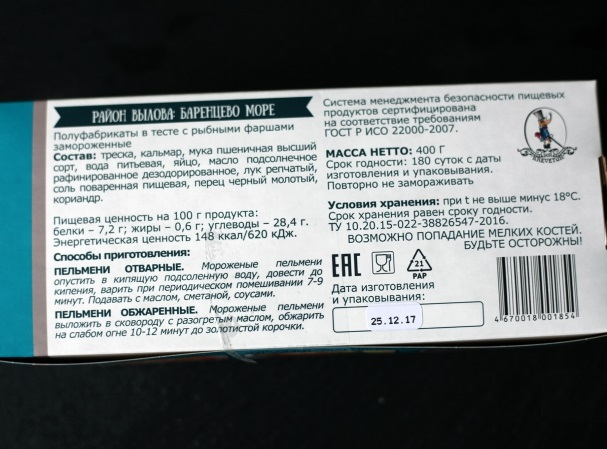 РАЙОН ВЫЛОВА: БАРЕНЦЕВО МОРЕ
Полуфабрикаты в тесте с рыбными фаршами
замороженные
Состав: треска, кальмар, мука пшеничная высший
сорт, вода питьевая, яйцо, масло подсолнечное
рафинированное дезодорированное, лук репчатый,
соль поваренная пищевая, перец черный молотый,
кориандр.
Пищевая ценность на 100 г продукта:
белки – 7,2 г; жиры – 0,6 г; углеводы – 28,4 г.
Энергетическая ценность 148 ккал/620 кДж.
Способы приготовления:
ПЕЛЬМЕНИ ОТВАРНЫЕ. Мороженые пельмени
опустить в кипящую подсоленную воду, довести до
кипения, варить при периодическом помешивании 7-9
минут. Подавать с маслом, сметаной, соусами.
ПЕЛЬМЕНИ ОБЖАРЕННЫЕ. Мороженые пельмени
выложить в сковороду с разогретым маслом, обжарить
на слабом огне 10-12 минут до золотистой корочки.
Система менеджмента безопасности пищевых
продуктов сертифицирована
на соответствие требованиям
ГОСТ Р ИСО 22000-2007.
МАССА НЕТТО: 400 Г
Срок годности: 180 суток с даты
изготовления и упаковывания.
Повторно не замораживать
Условия хранения: при t не выше минус 18°С.
Срок хранения равен сроку годности.
ТУ 10.20.15-022-38826547-2016.
ВОЗМОЖНО ПОПАДАНИЕ МЕЛКИХ КОСТЕЙ.
БУДЬТЕ ОСТОРОЖНЫ!
EAC
21
PAP
Дата изготовления
и упаковывания:
25.12.17
4 670018 001854